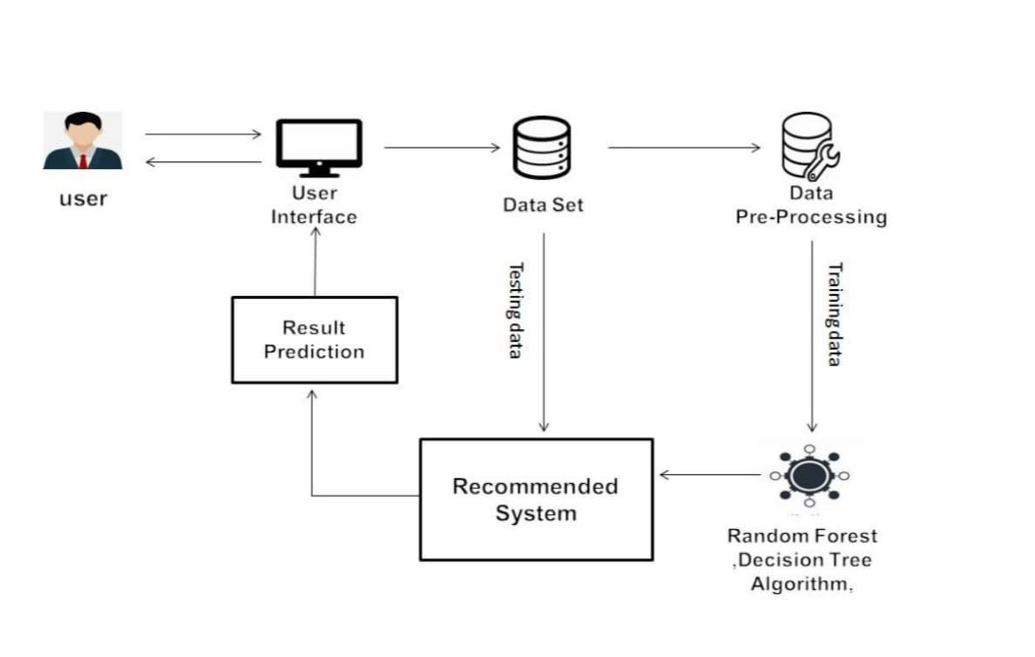 user
User
Interface
Data Set
Data
Pre-Processing
Testing data
Training data
Result
Prediction
Recommended
System
Random Forest
,Decision Tree
Algorithm,